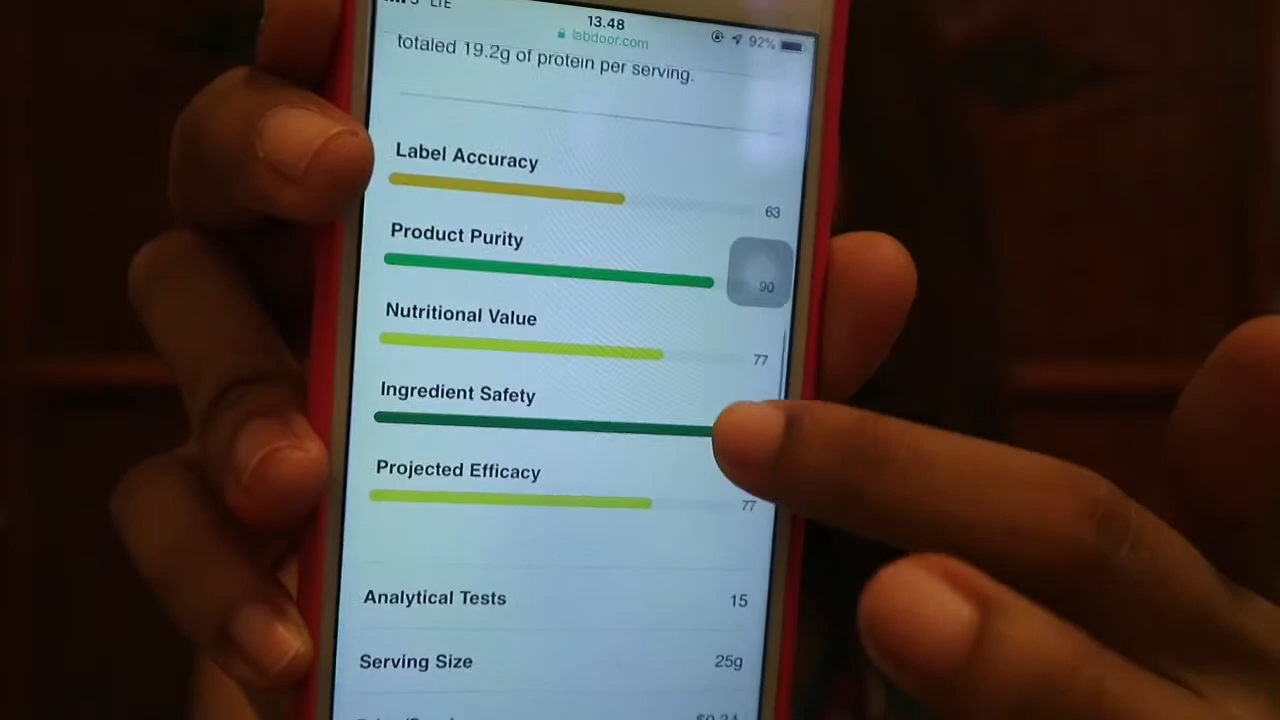 LTE
13.48
92%
labdoor.com
totaled 19.2g of protein per serving.
Label Accuracy
63
Product Purity
90
Nutritional Value
77
Ingredient Safety
Projected Efficacy
77
Analytical Tests
15
Serving Size
25g